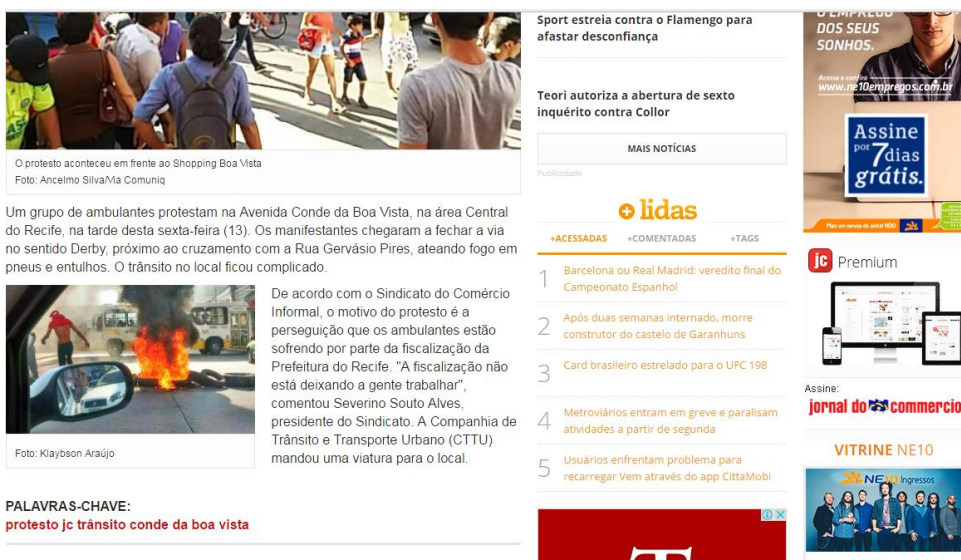 O protesto aconteceu em frente ao Shopping Boa Vista
Foto: Ancelmo Silva/Via Comuniq
Um grupo de ambulantes protestam na Avenida Conde da Boa Vista, na área Central
do Recife, na tarde desta sexta-feira (13). Os manifestantes chegaram a fechar a via
no sentido Derby, próximo ao cruzamento com a Rua Gervásio Pires, ateando fogo em
pneus e entulhos. O trânsito no local ficou complicado.
De acordo com o Sindicato do Comércio
Informal, o motivo do protesto é a
perseguição que os ambulantes estão
sofrendo por parte da fiscalização da
Prefeitura do Recife. "A fiscalização não
está deixando a gente trabalhar",
comentou Severino Souto Alves,
presidente do Sindicato. A Companhia de
Trânsito e Transporte Urbano (CTTU)
mandou uma viatura para o local.
Foto: Klaybson Araújo
PALAVRAS-CHAVE:
protesto jc trânsito conde da boa vista
Sport estreia contra o Flamengo para
afastar desconfiança
Teori autoriza a abertura de sexto
inquérito contra Collor
MAIS NOTÍCIAS
Publicidade
+ lidas
+ACESSADAS +COMENTADAS +TAGS
1 Barcelona ou Real Madrid: veredito final do
Campeonato Espanhol
2 Após duas semanas internado, morre
construtor do castelo de Garanhuns
3 Card brasileiro estrelado para o UFC 198
4 Metroviários entram em greve e paralisam
atividades a partir de segunda
5 Usuários enfrentam problema para
recarregar Vem através do app CittaMobi
O EMPREGO
DOS SEUS
SONHOS.
Acesse e confira
www.ne10empregos.com.br
Assine
por 7 dias
grátis.
Mais um serviço do portal NE10.
jc Premium
Assine:
jornal do commercio
VITRINE NE10
NE10 Ingressos